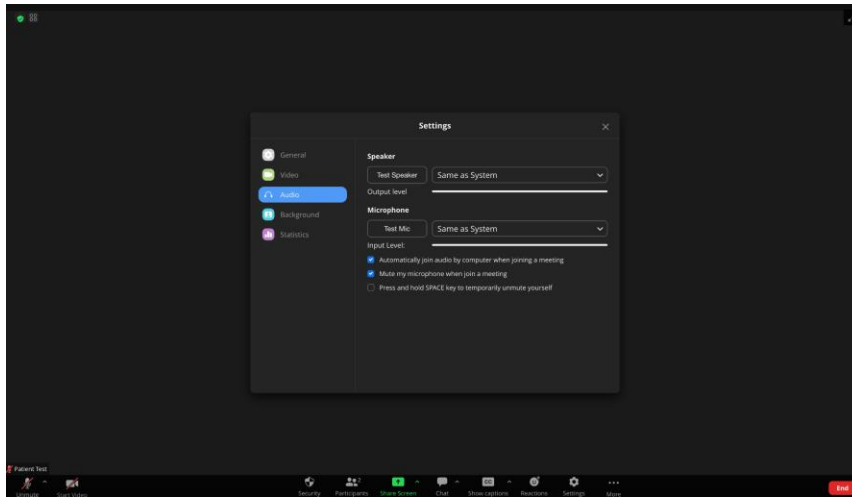 Settings
General
Video
Audio
Background
Statistics
Speaker
Test Speaker
Same as System
Output level
Microphone
Test Mic
Same as System
Input Level:
Automatically join audio by computer when joining a meeting
Mute my microphone when join a meeting
Press and hold SPACE key to temporarily unmute yourself
Patient Test
Unmute
Start Video
Security
Participants
2
Share Screen
Chat
CC
Show captions
Reactions
Settings
More
End